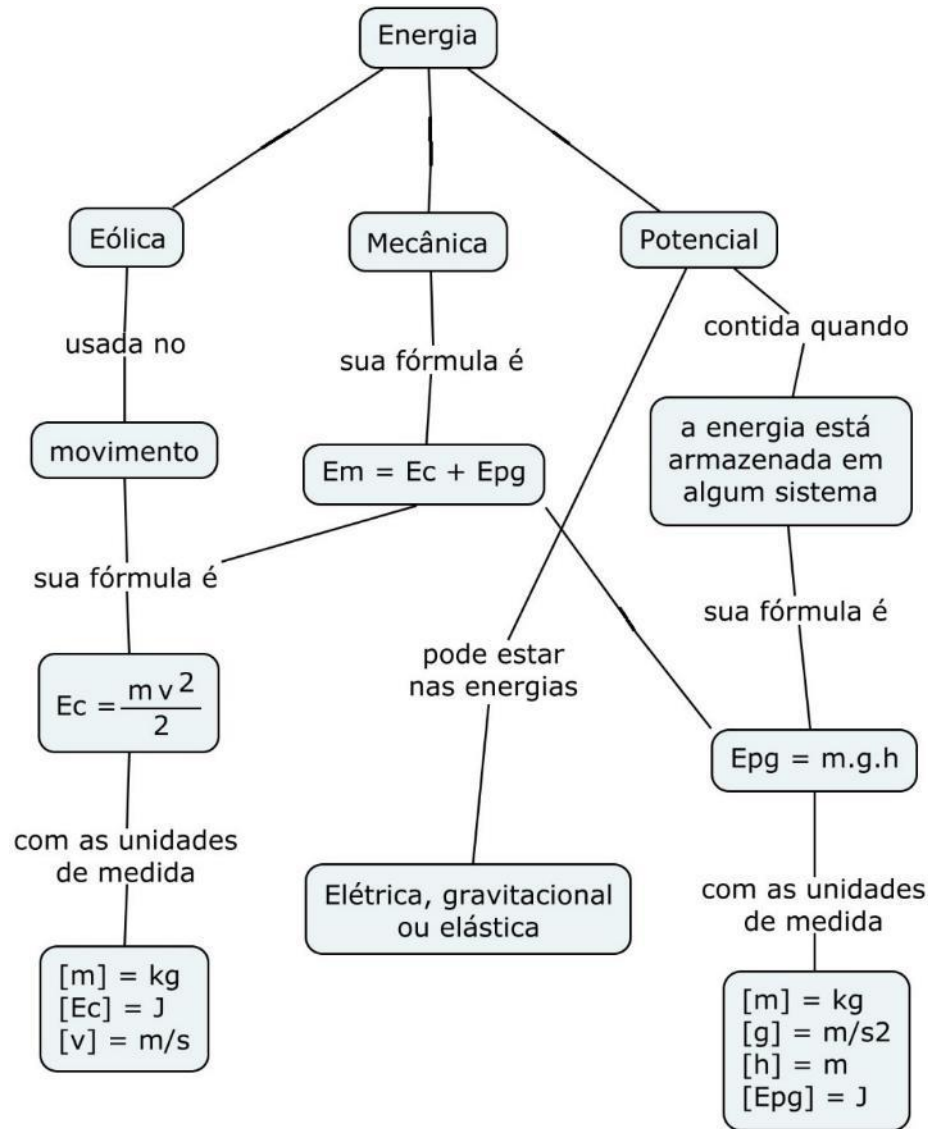 Energia
Eólica
Mecânica
Potencial
usada no
sua fórmula é
contida quando
movimento
Em = Ec + Epg
a energia está
armazenada em
algum sistema
sua fórmula é
sua fórmula é
Ec = m v 2
2
pode estar
nas energias
Epg = m.g.h
com as unidades
de medida
Elétrica, gravitacional
ou elástica
com as unidades
de medida
[m] = kg
[Ec] = J
[v] = m/s
[m] = kg
[g] = m/s2
[h] = m
[Epg] = J